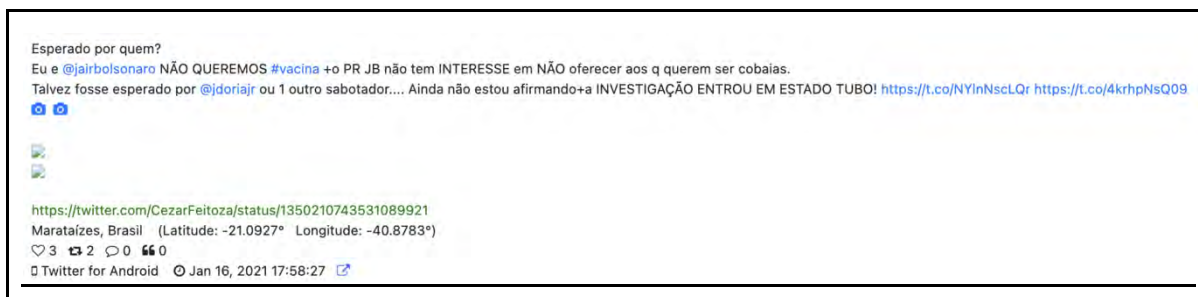 Esperado por quem?
Eu e @jairbolsonaro NÃO QUEREMOS #vacina +o PR JB não tem INTERESSE em NÃO oferecer aos q querem ser cobaias.
Talvez fosse esperado por @jdoriajr ou 1 outro sabotador.... Ainda não estou afirmando+a INVESTIGAÇÃO ENTROU EM ESTADO TUBO! https://t.co/NYlnNscLQr https://t.co/4krhpNsQ09
https://twitter.com/CezarFeitoza/status/1350210743531089921
Marataízes, Brasil (Latitude: -21.0927° Longitude: -40.8783°)
3 2 0 0
Twitter for Android Jan 16, 2021 17:58:27